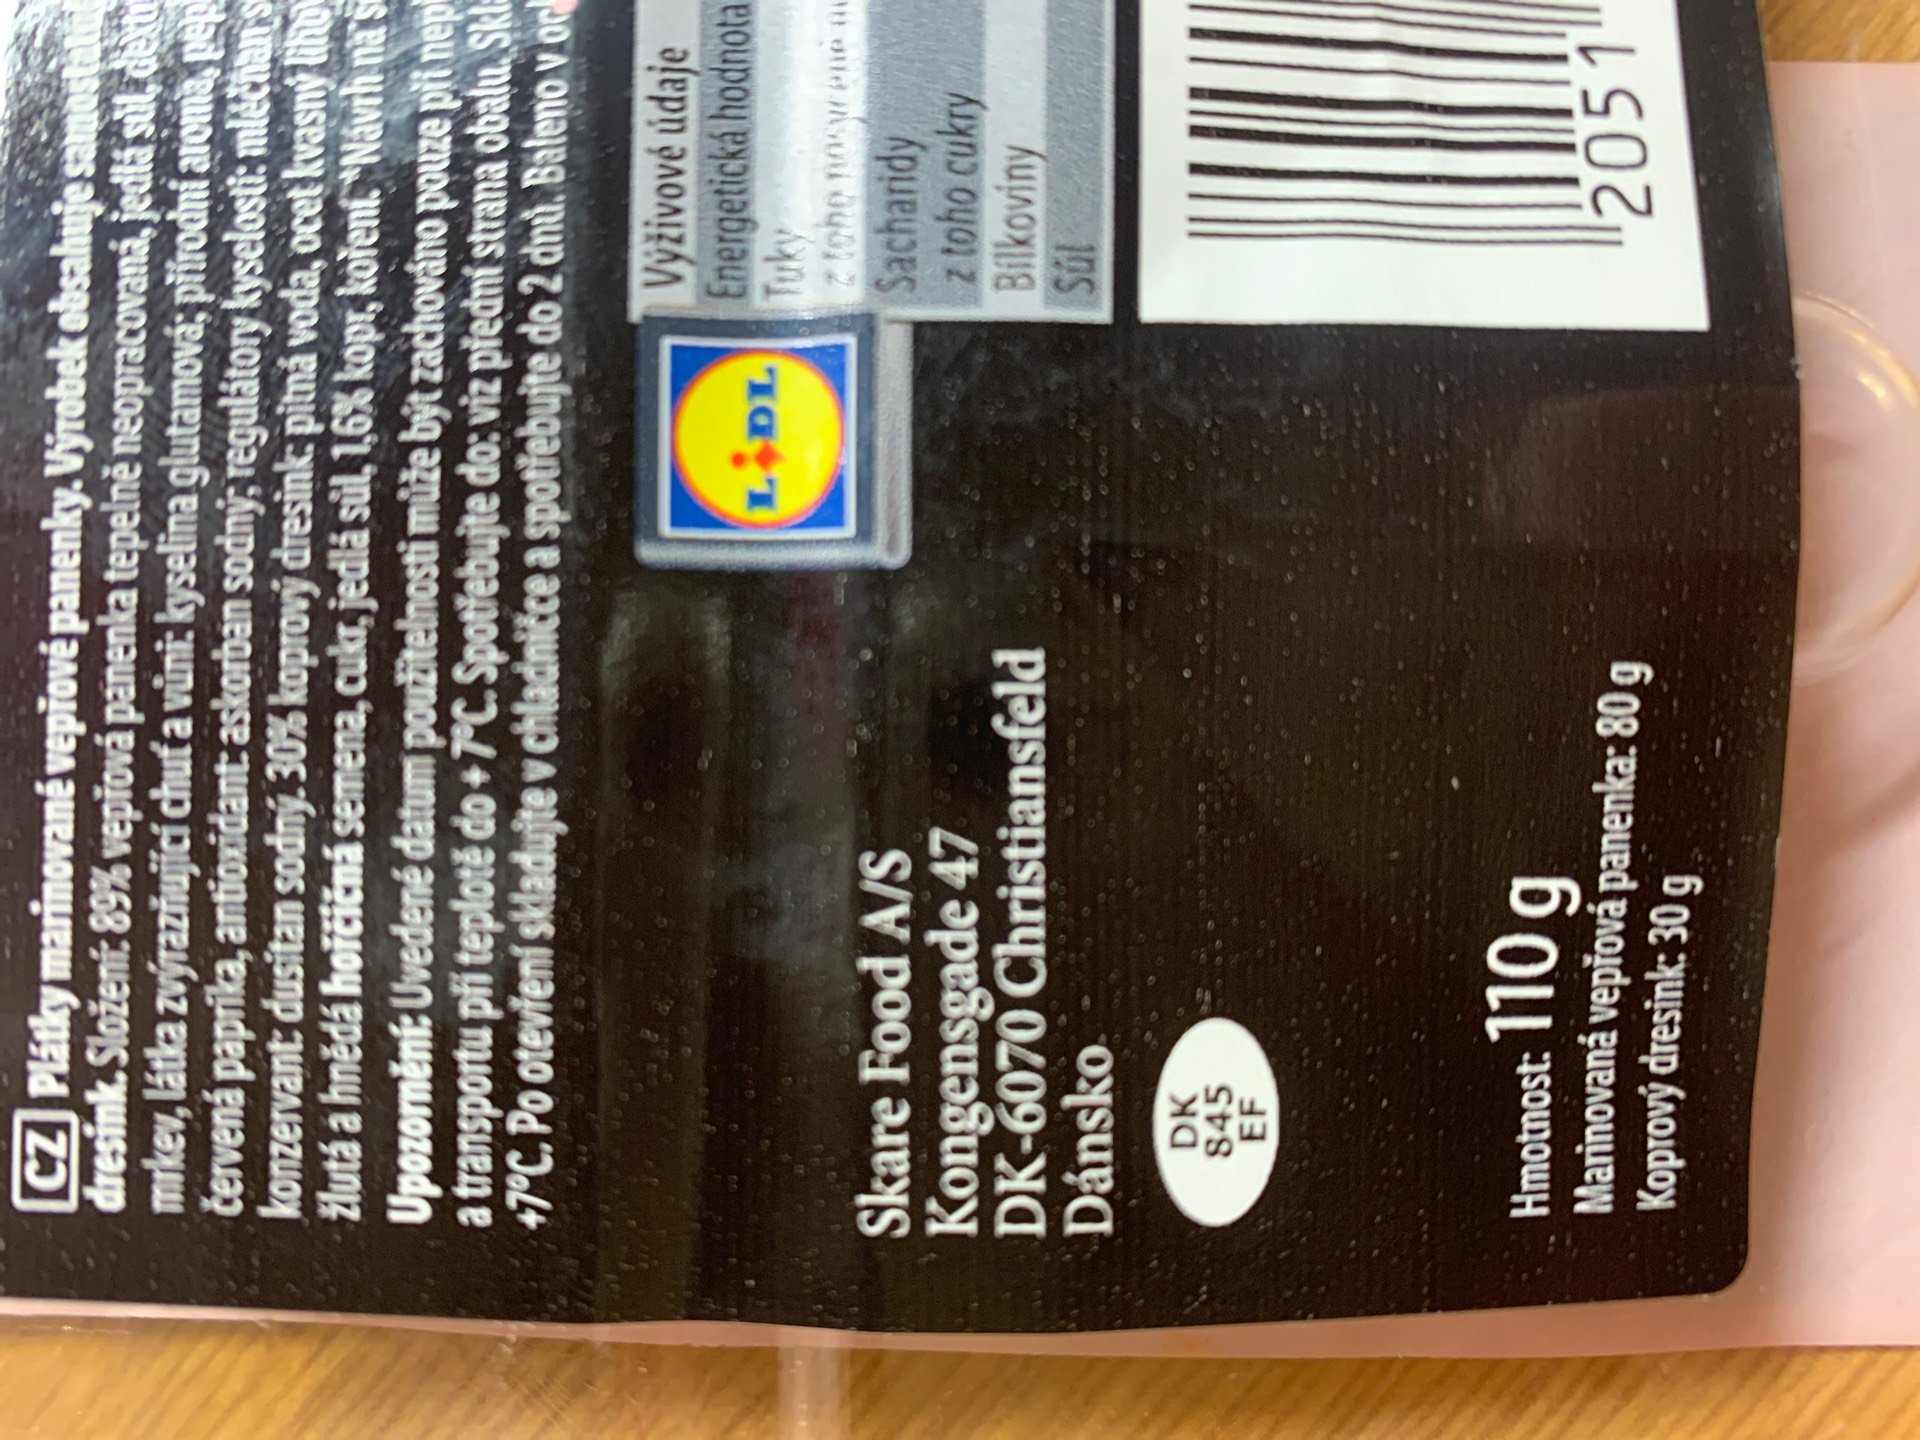 CZ Plátky marinované vepřové panenky. Výrobek obsahuje samostatně
dresink. Složení: 89% vepřová panenka tepelně neopracovaná, jedlá sůl,
mrkev, látka zvýrazňující chuť a vůni: kyselina glutamová; přírodní aroma,
červená paprika, antioxidant: askorban sodný; regulátory kyselosti: mléčnan
konzervant: dusitan sodný. 30% koprový dresink: pitná voda, ocet kvasný
žlutá a hnědá hořčičná semena, cukr, jedlá sůl, 1,6% kopr, koření. *Návrh na
Upozornění: Uvedené datum použitelnosti může být zachováno pouze při
a transportu při teplotě do +7°C. Spotřebujte do: viz přední strana obalu.
+7°C. Po otevření skladujte v chladničce a spotřebujte do 2 dnů. Baleno v
LIDL
Výživové údaje
Energetická hodnota
Tuky
z toho
Sacharidy
z toho cukry
Bílkoviny
Sůl
2051
Skare Food A/S
Kongensgade 47
DK-6070 Christiansfeld
Dánsko
DK
845
EF
Hmotnost: 110 g
Marinovaná vepřová panenka: 80 g
Koprový dresink: 30 g